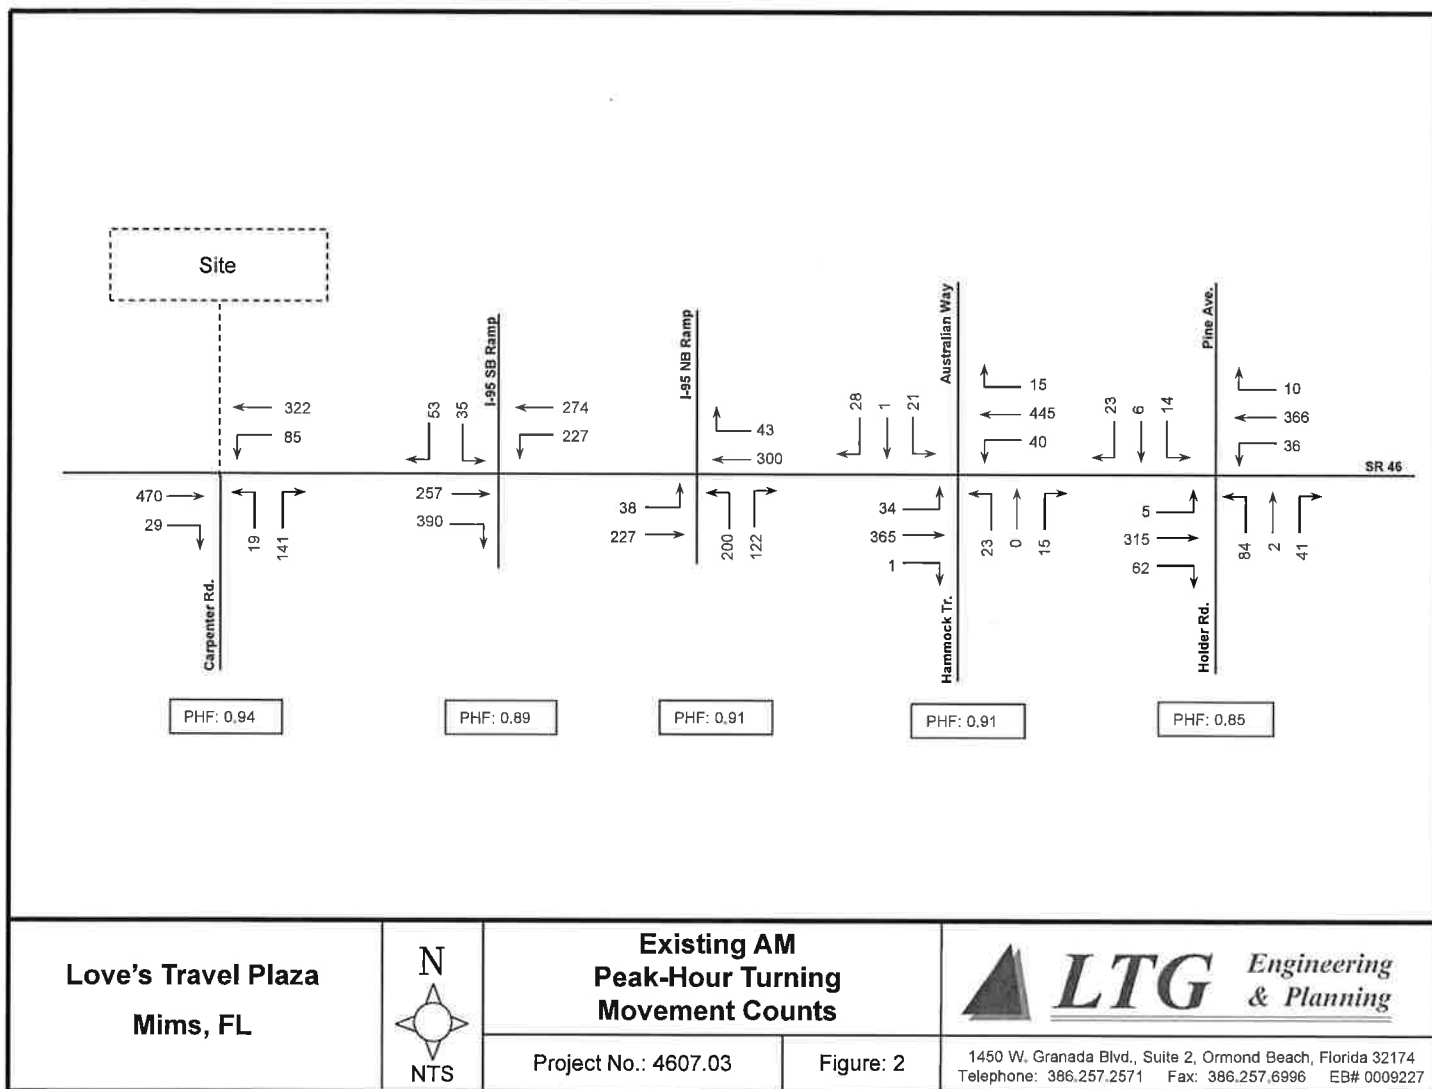 Site
I-95 SB Ramp
I-95 NB Ramp
Australian Way
Pine Ave.
322
85
53
35
274
227
43
300
28
1
21
15
445
40
23
6
14
10
366
36
SR 46
470
29
19
141
257
390
38
227
200
122
34
365
1
23
0
15
5
315
62
84
2
41
Carpenter Rd.
Hammock Tr.
Holder Rd.
PHF: 0.94
PHF: 0.89
PHF: 0.91
PHF: 0.91
PHF: 0.85
Love's Travel Plaza
Mims, FL
N
NTS
Existing AM
Peak-Hour Turning
Movement Counts
Project No.: 4607.03
Figure: 2
LTG Engineering
& Planning
1450 W. Granada Blvd., Suite 2, Ormond Beach, Florida 32174
Telephone: 386.257.2571 Fax: 386.257.6996 EB# 0009227